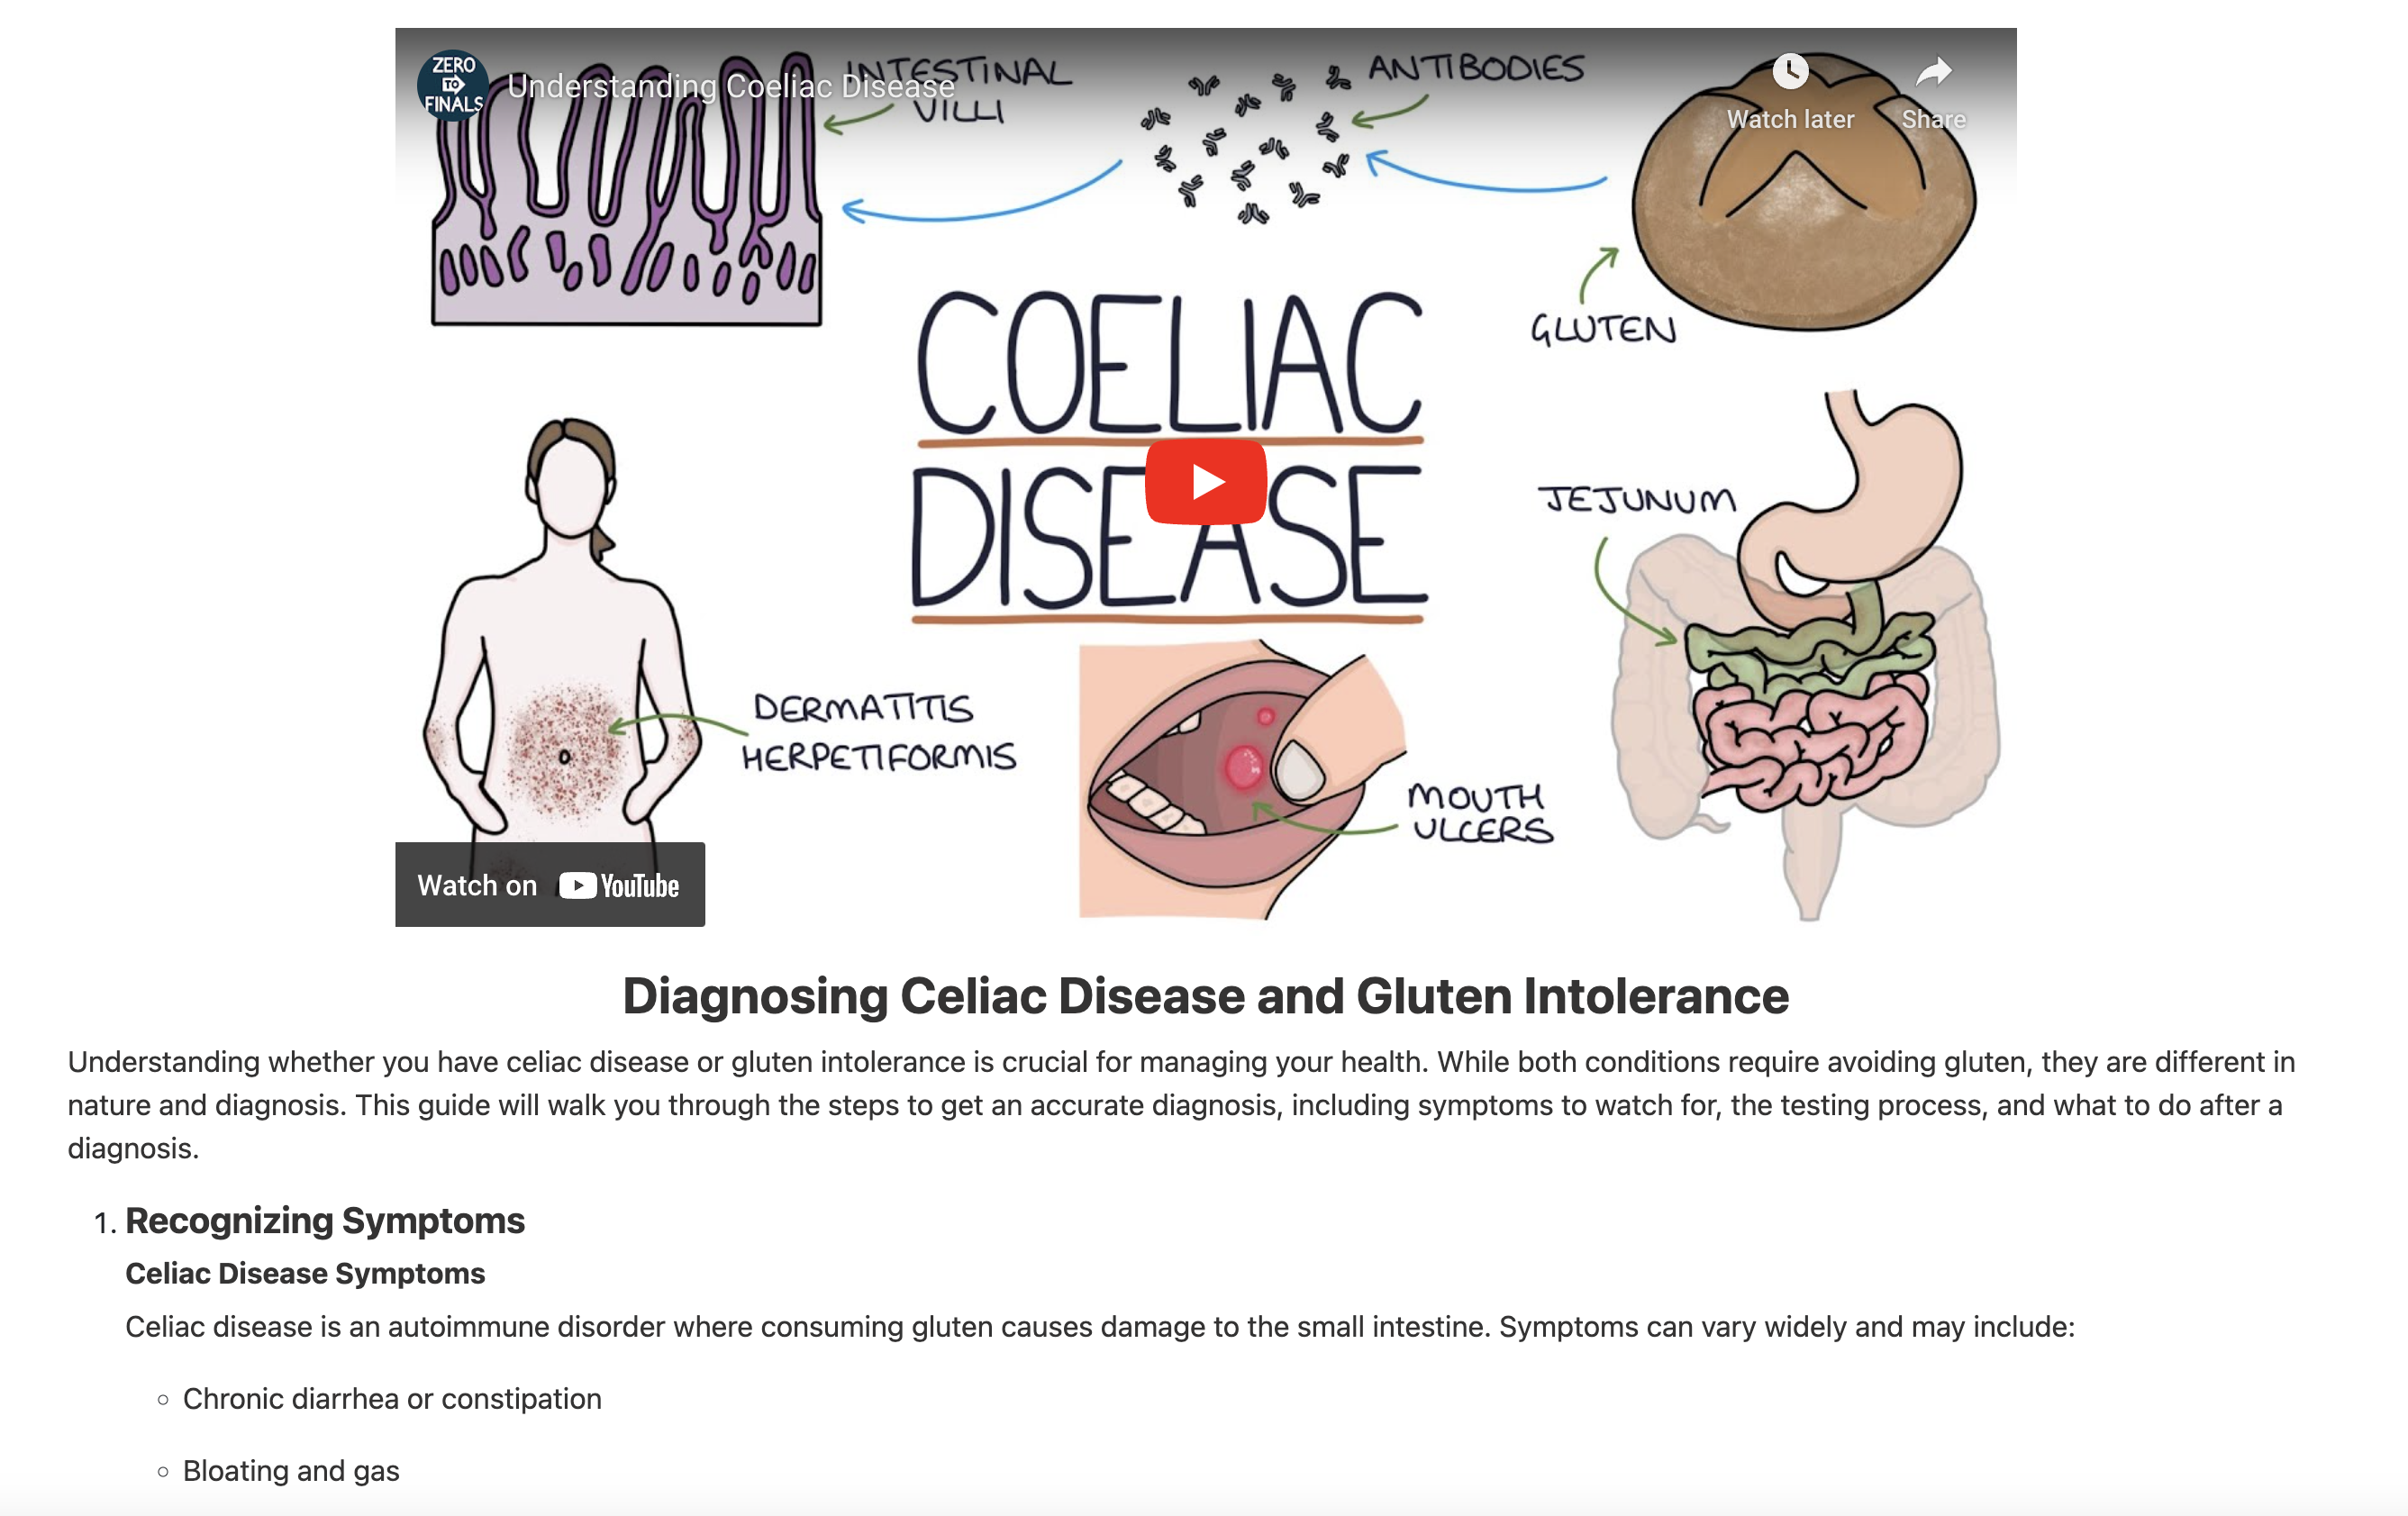 ZERO
TO
FINALS
Understanding Coeliac Disease
INTESTINAL
VILLI
ANTIBODIES
Watch later
Share
GLUTEN
COELIAC
DISEASE
JEJUNUM
DERMATITIS
HERPETIFORMIS
MOUTH
ULCERS
Watch on YouTube
Diagnosing Celiac Disease and Gluten Intolerance
Understanding whether you have celiac disease or gluten intolerance is crucial for managing your health. While both conditions require avoiding gluten, they are different in
nature and diagnosis. This guide will walk you through the steps to get an accurate diagnosis, including symptoms to watch for, the testing process, and what to do after a
diagnosis.
1. Recognizing Symptoms
Celiac Disease Symptoms
Celiac disease is an autoimmune disorder where consuming gluten causes damage to the small intestine. Symptoms can vary widely and may include:
◦ Chronic diarrhea or constipation
◦ Bloating and gas